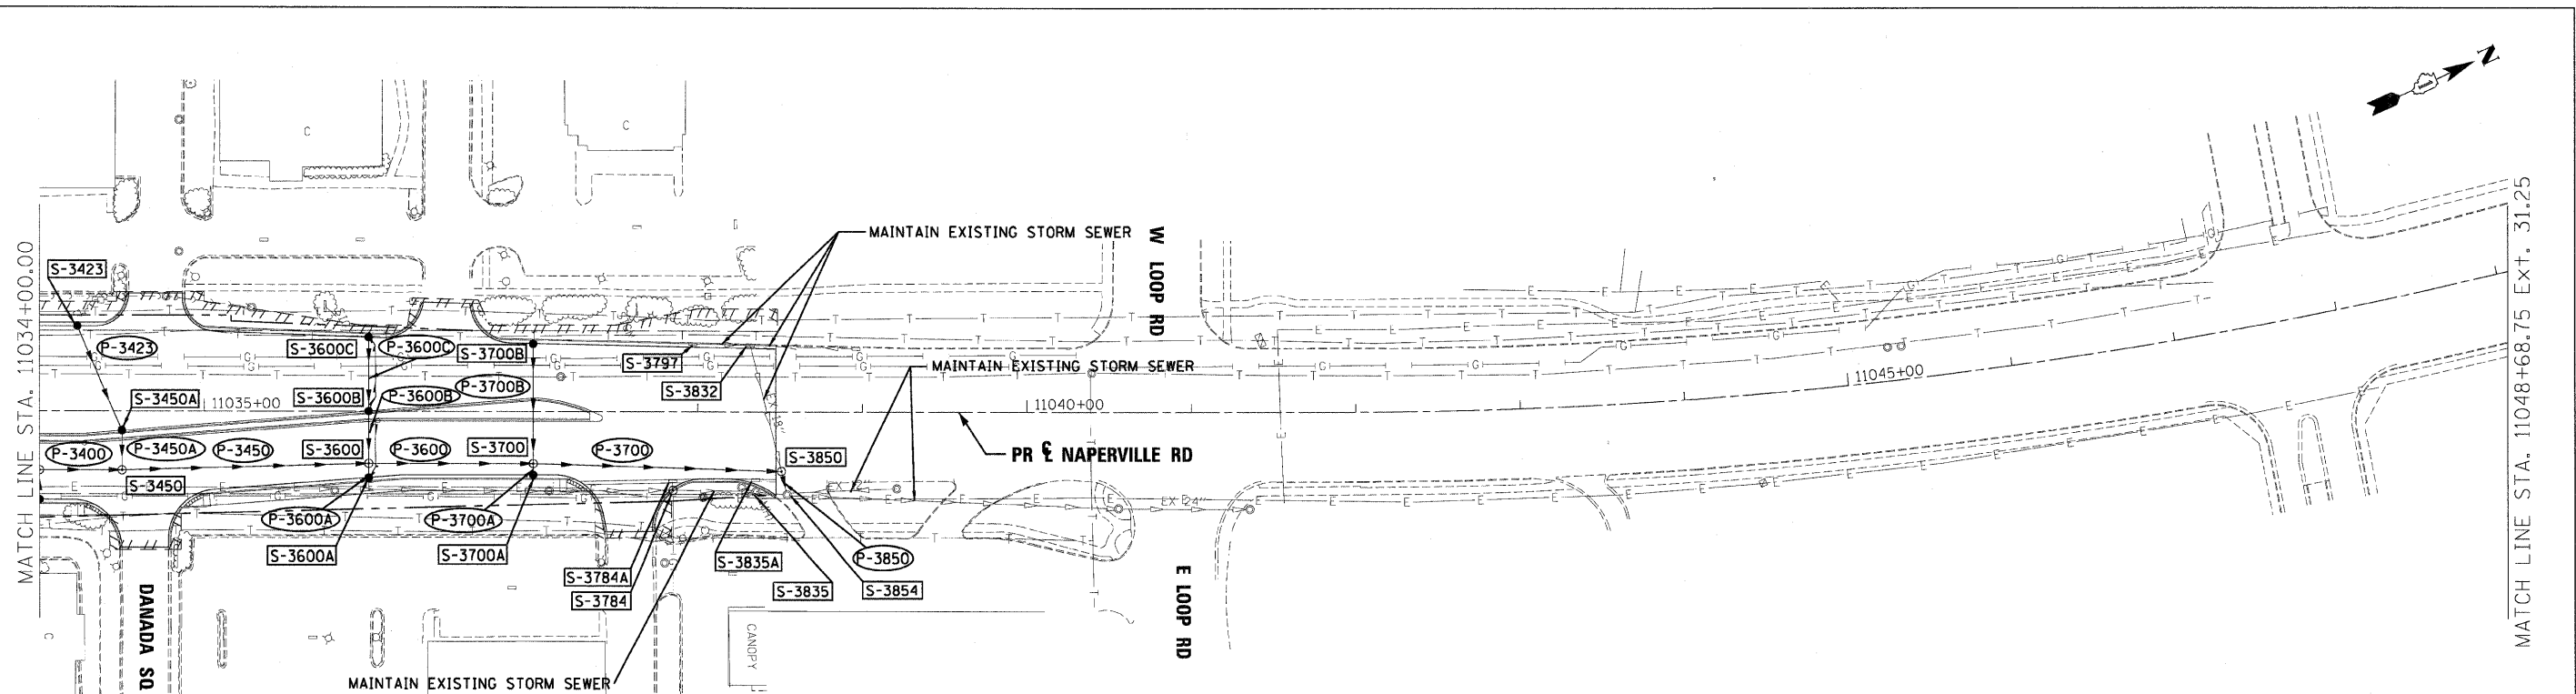 N
MATCH LINE STA. 11034+00.00
MATCH LINE STA. 11048+68.75 Ext. 31.25
C
C
MAINTAIN EXISTING STORM SEWER
W LOOP RD
S-3423
P-3423
S-3600C
P-3600C
S-3700B
S-3797
S-3832
MAINTAIN EXISTING STORM SEWER
P-3700B
S-3450A
11035+00
S-3600B
P-3600B
11040+00
11045+00
P-3400
P-3450A
P-3450
S-3600
P-3600
S-3700
P-3700
S-3850
PR ℄ NAPERVILLE RD
S-3450
EX 24"
P-3600A
P-3700A
S-3600A
S-3700A
S-3784A
S-3784
S-3835A
S-3835
P-3850
S-3854
E LOOP RD
DANADA SQ
CANOPY
MAINTAIN EXISTING STORM SEWER